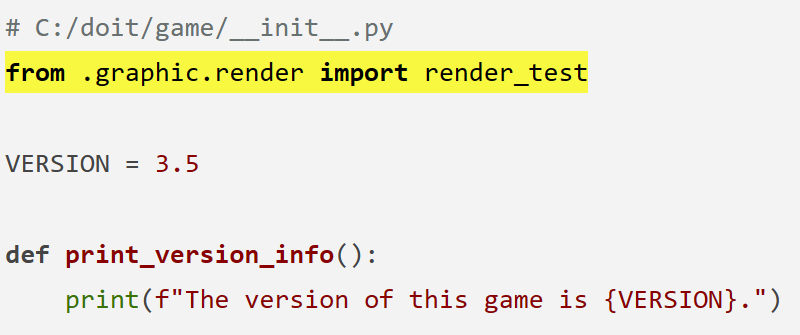 # C:/doit/game/__init__.py
from .graphic.render import render_test
VERSION = 3.5
def print_version_info():
    print(f"The version of this game is {VERSION}.")